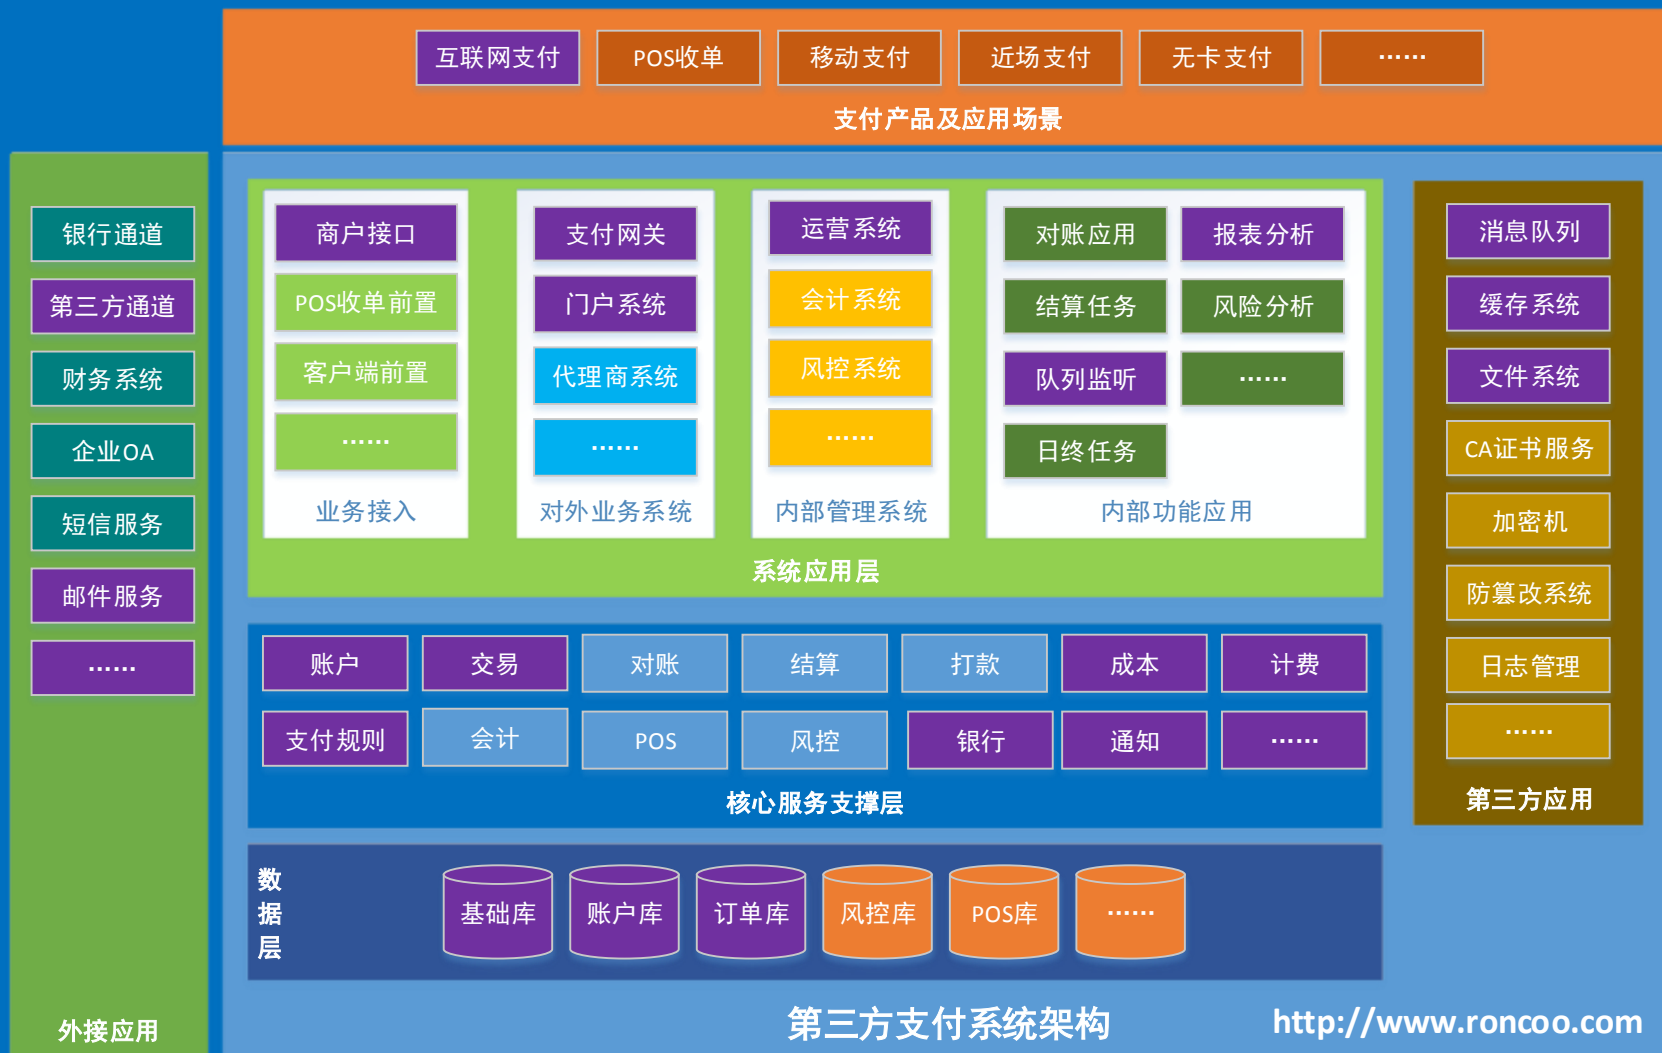 互联网支付
POS收单
移动支付
近场支付
无卡支付
……
支付产品及应用场景
银行通道
第三方通道
财务系统
企业OA
短信服务
邮件服务
……
外接应用
商户接口
POS收单前置
客户端前置
……
业务接入
支付网关
门户系统
代理商系统
……
对外业务系统
运营系统
会计系统
风控系统
……
内部管理系统
对账应用
报表分析
结算任务
风险分析
队列监听
……
日终任务
内部功能应用
系统应用层
账户
交易
对账
结算
打款
成本
计费
支付规则
会计
POS
风控
银行
通知
……
核心服务支撑层
数据层
基础库
账户库
订单库
风控库
POS库
……
消息队列
缓存系统
文件系统
CA证书服务
加密机
防篡改系统
日志管理
……
第三方应用
第三方支付系统架构
http://www.roncoo.com